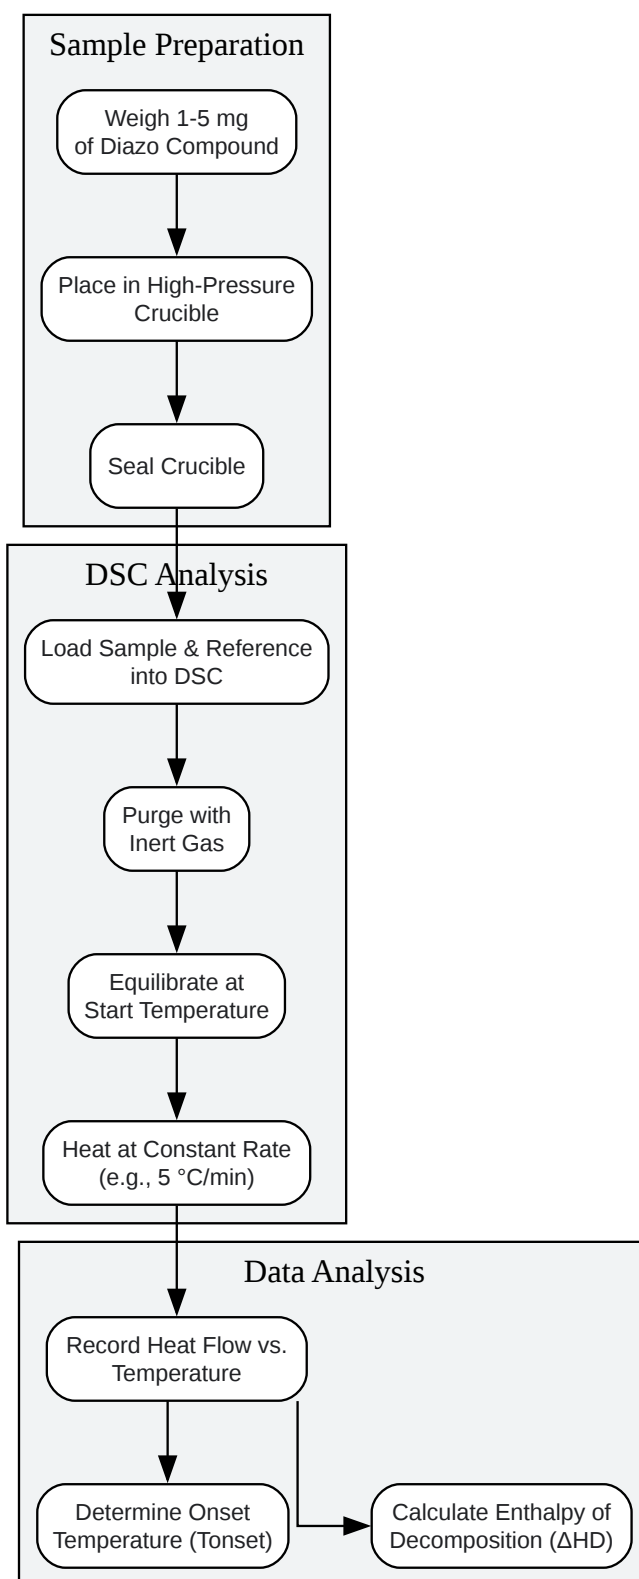 Sample Preparation
Weigh 1-5 mg
of Diazo Compound
Place in High-Pressure
Crucible
Seal Crucible
DSC Analysis
Load Sample & Reference
into DSC
Purge with
Inert Gas
Equilibrate at
Start Temperature
Heat at Constant Rate
(e.g., 5 °C/min)
Data Analysis
Record Heat Flow vs.
Temperature
Determine Onset
Temperature (Tonset)
Calculate Enthalpy of
Decomposition (ΔHD)